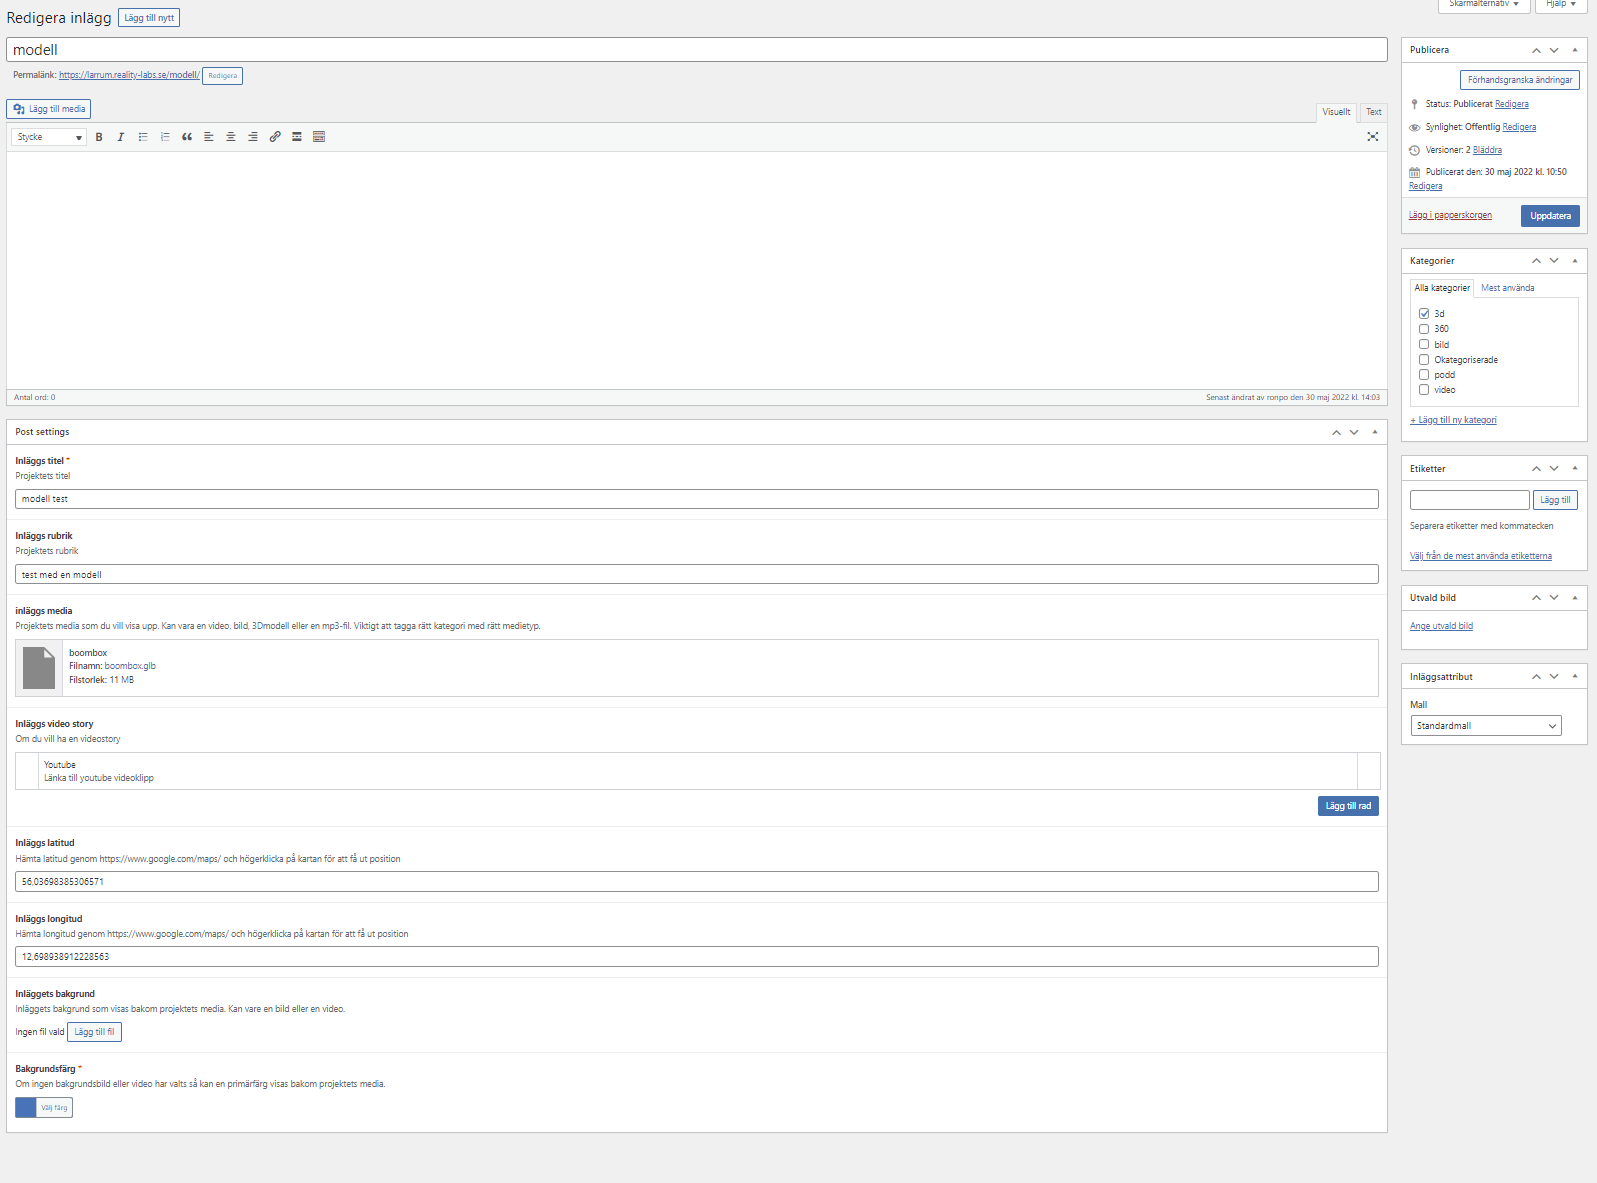 Skärmalternativ
Hjälp
Redigera inlägg
Lägg till nytt
modell
Permalänk: https://larrum.reality-labs.se/modell/ Redigera
Lägg till media
Visuellt
Text
Stycke
Antal ord: 0
Senast ändrat av ronpo den 30 maj 2022 kl. 14:03
Post settings
Inläggs titel *
Projektets titel
modell test
Inläggs rubrik
Projektets rubrik
test med en modell
inläggs media
Projektets media som du vill visa upp. Kan vara en video, bild, 3Dmodell eller en mp3-fil. Viktigt att tagga rätt kategori med rätt medietyp.
boombox
Filnamn: boombox.glb
Filstorlek: 11 MB
Inläggs video story
Om du vill ha en videostory
Youtube
Länka till youtube videoklipp
Lägg till rad
Inläggs latitud
Hämta latitud genom https://www.google.com/maps/ och högerklicka på kartan för att få ut position
56,03698385306571
Inläggs longitud
Hämta longitud genom https://www.google.com/maps/ och högerklicka på kartan för att få ut position
12,698938912228563
Inläggets bakgrund
Inläggets bakgrund som visas bakom projektets media. Kan vare en bild eller en video.
Ingen fil vald Lägg till fil
Bakgrundsfärg *
Om ingen bakgrundsbild eller video har valts så kan en primärfärg visas bakom projektets media.
Välj färg
Publicera
Förhandsgranska ändringar
Status: Publicerat Redigera
Synlighet: Offentlig Redigera
Versioner: 2 Bläddra
Publicerat den: 30 maj 2022 kl. 10:50
Redigera
Lägg i papperskorgen
Uppdatera
Kategorier
Alla kategorier
Mest använda
3d
360
bild
Okategoriserade
podd
video
+ Lägg till ny kategori
Etiketter
Lägg till
Separera etiketter med kommatecken
Välj från de mest använda etiketterna
Utvald bild
Ange utvald bild
Inläggsattribut
Mall
Standardmall